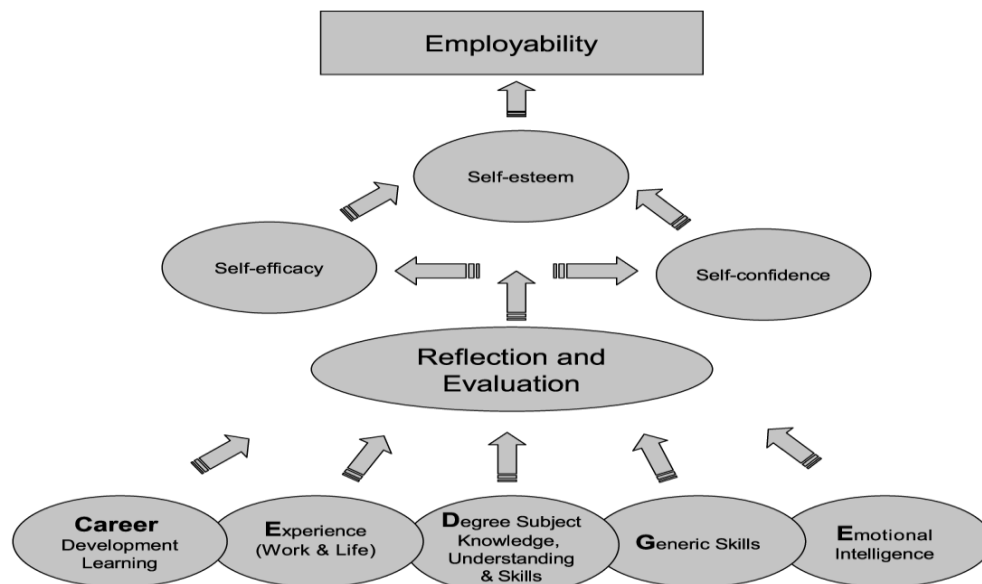 Employability
Self-esteem
Self-efficacy
Self-confidence
Reflection and
Evaluation
Career
Development
Learning
Experience
(Work & Life)
Degree Subject
Knowledge,
Understanding
& Skills
Generic Skills
Emotional
Intelligence